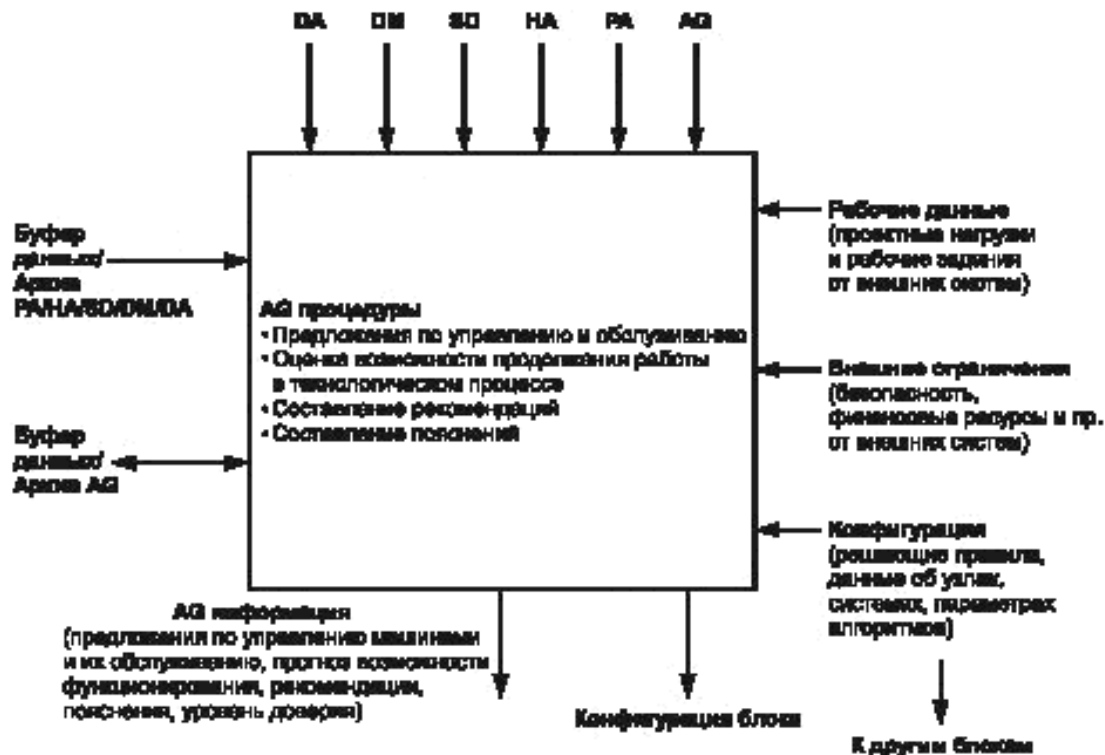 DA DM SD HA PA AG
Буфер
данных/
Архив
PA/HA/SD/DM/DA
Рабочие данные
(проектные нагрузки
и рабочие задания
от внешних систем)
AG процедуры
• Предложения по управлению и обслуживанию
• Оценка возможности продолжения работы
в технологическом процессе
• Составление рекомендаций
• Составление пояснений
Внешние ограничения
(безопасность,
финансовые ресурсы и пр.
от внешних систем)
Буфер
данных/
Архив AG
Конфигурация
(решающие правила,
данные об узлах,
системах, параметрах
алгоритмов)
AG информация
(предложения по управлению машинами
и их обслуживанию, прогноз возможности
функционирования, рекомендации,
пояснения, уровень доверия)
Конфигурация блока
К другим блокам